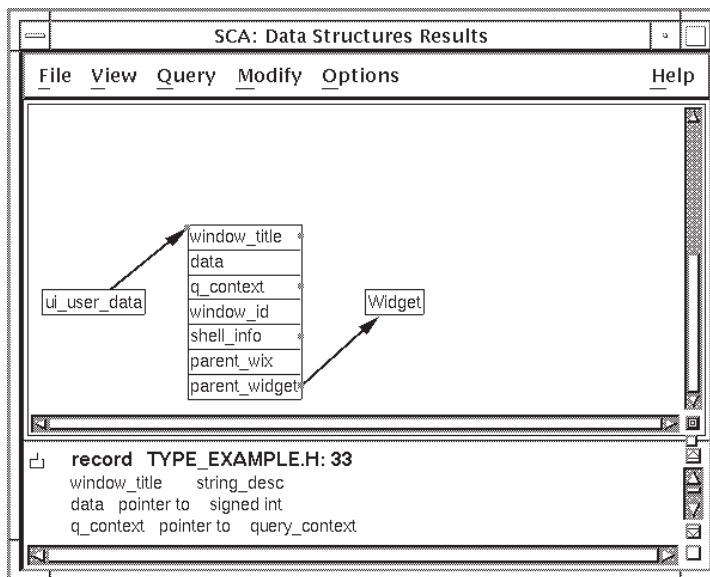 SCA: Data Structures Results
File View Query Modify Options Help
window_title
data
q_context
ui_user_data
Widget
window_id
shell_info
parent_wix
parent_widget
record TYPE_EXAMPLE.H: 33
window_title string_desc
data pointer to signed int
q_context pointer to query_context